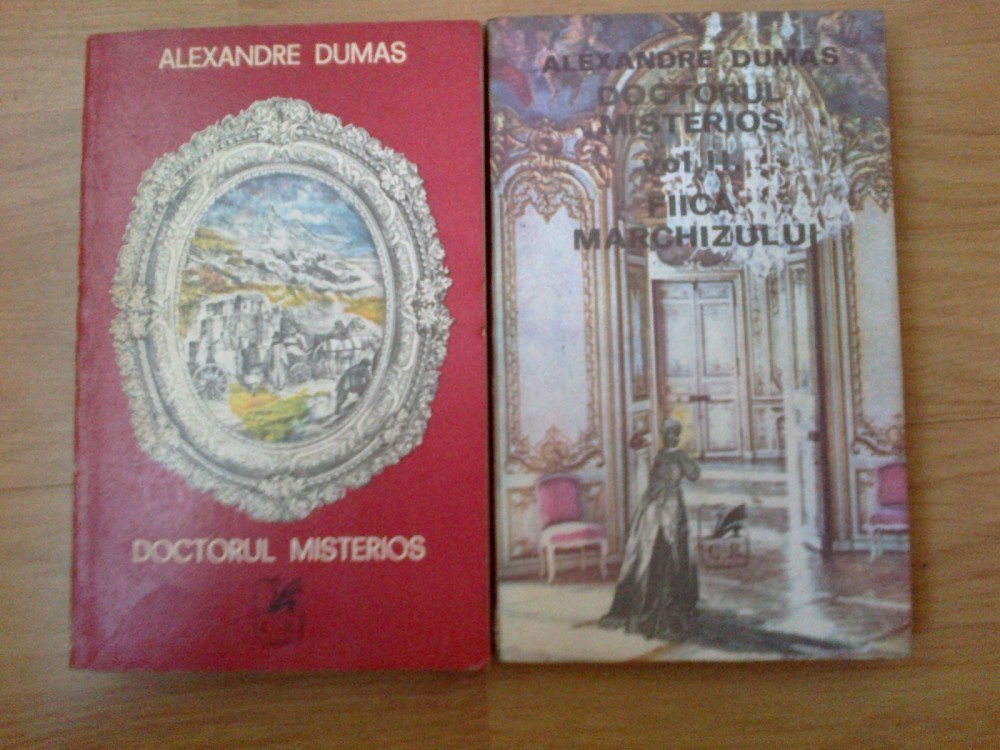 ALEXANDRE DUMAS
DOCTORUL MISTERIOS
ALEXANDRE DUMAS
DOCTORUL
MISTERIOS
vol. II.
FIICA
MARCHIZULUI